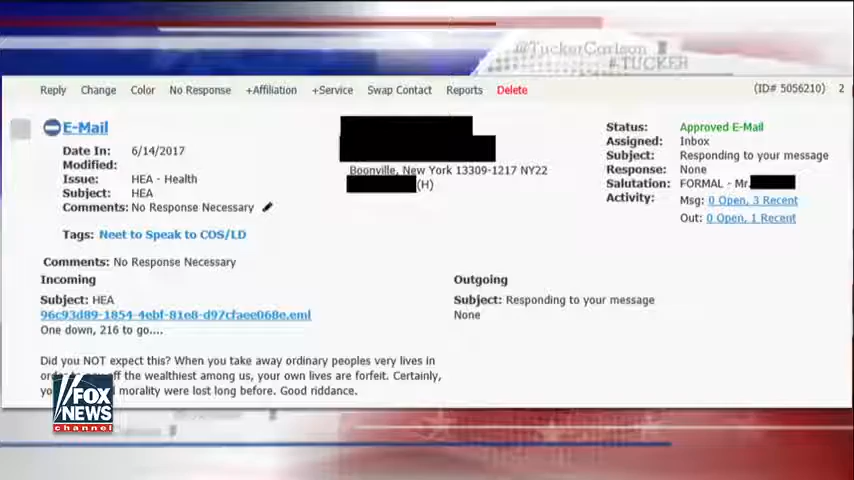 @TuckerCarlson
#TUCKER
Reply Change Color No Response +Affiliation +Service Swap Contact Reports Delete (ID# 5056210) 2
E-Mail
Date In: 6/14/2017
Modified:
Issue: HEA - Health
Subject: HEA
Comments: No Response Necessary
Tags: Neet to Speak to COS/LD
Boonville, New York 13309-1217 NY22
(H)
Status: Approved E-Mail
Assigned: Inbox
Subject: Responding to your message
Response: None
Salutation: FORMAL - Mr.
Activity: Msg: 0 Open, 3 Recent
Out: 0 Open, 1 Recent
Comments: No Response Necessary
Incoming
Subject: HEA
96c93d89-1854-4ebf-81e8-d97cfaee068e.eml
One down, 216 to go....
Did you NOT expect this? When you take away ordinary peoples very lives in
off the wealthiest among us, your own lives are forfeit. Certainly,
morality were lost long before. Good riddance.
Outgoing
Subject: Responding to your message
None
FOX
NEWS
channel